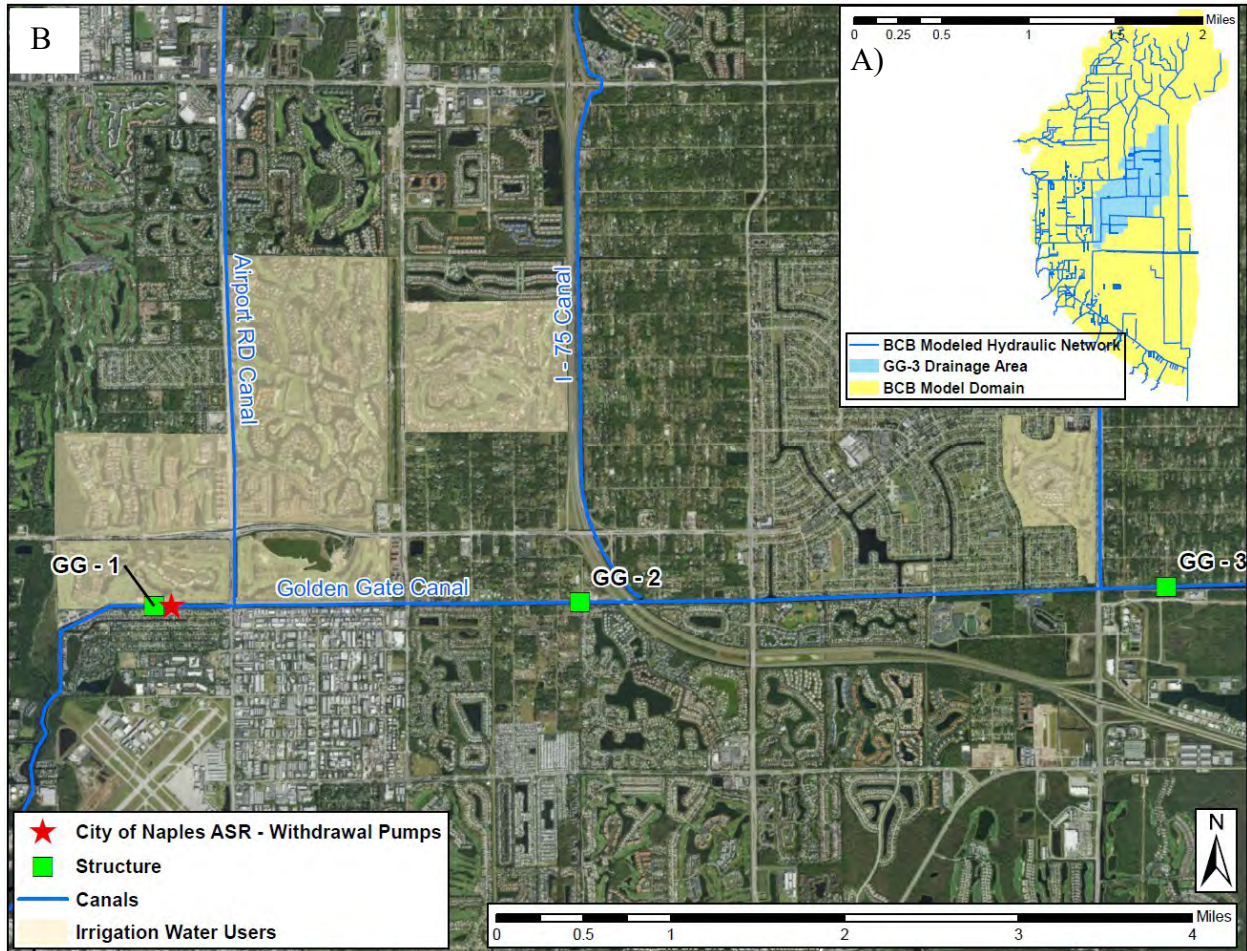 B
Miles
0 0.25 0.5 1 1.5 2
A)
BCB Modeled Hydraulic Network
GG-3 Drainage Area
BCB Model Domain
Airport RD Canal
I - 75 Canal
GG - 1
Golden Gate Canal
GG - 2
GG - 3
City of Naples ASR - Withdrawal Pumps
Structure
Canals
Irrigation Water Users
N
Miles
0 0.5 1 2 3 4